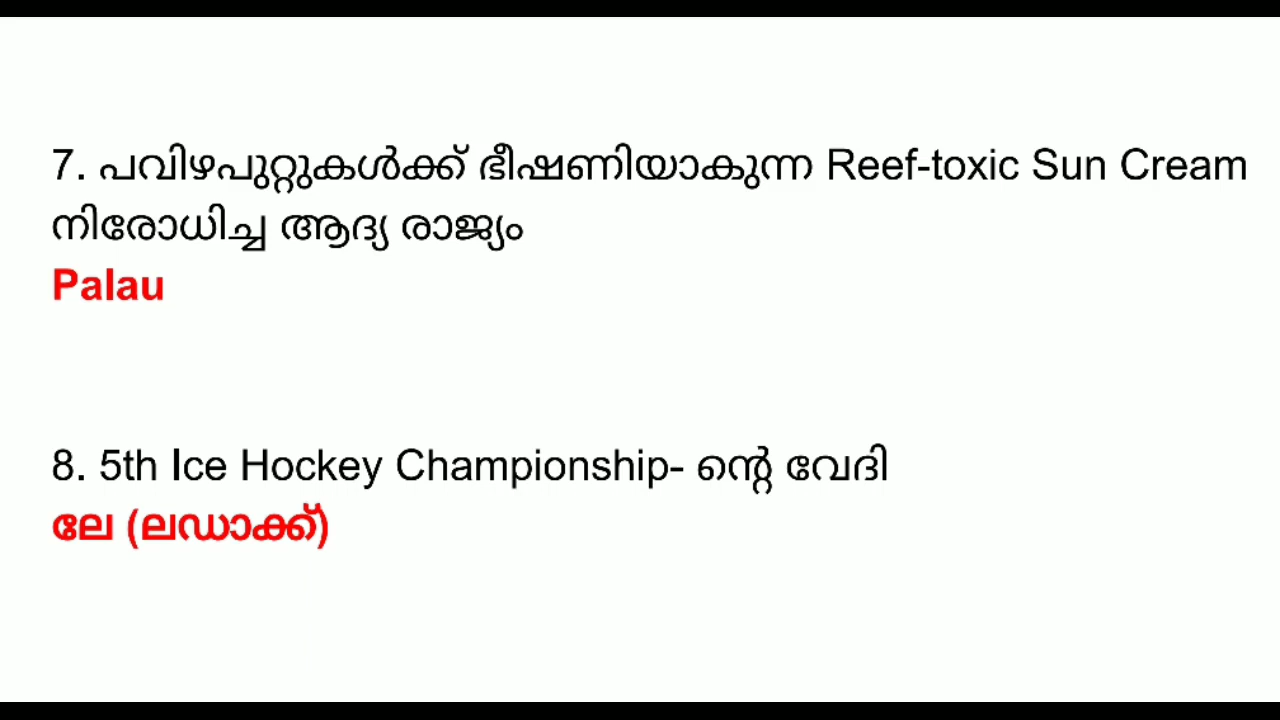 7. പവിഴപുറ്റുകൾക്ക് ഭീഷണിയാകുന്ന Reef-toxic Sun Cream
നിരോധിച്ച ആദ്യ രാജ്യം
Palau
8. 5th Ice Hockey Championship- ന്റെ വേദി
ലേ (ലഡാക്ക്)